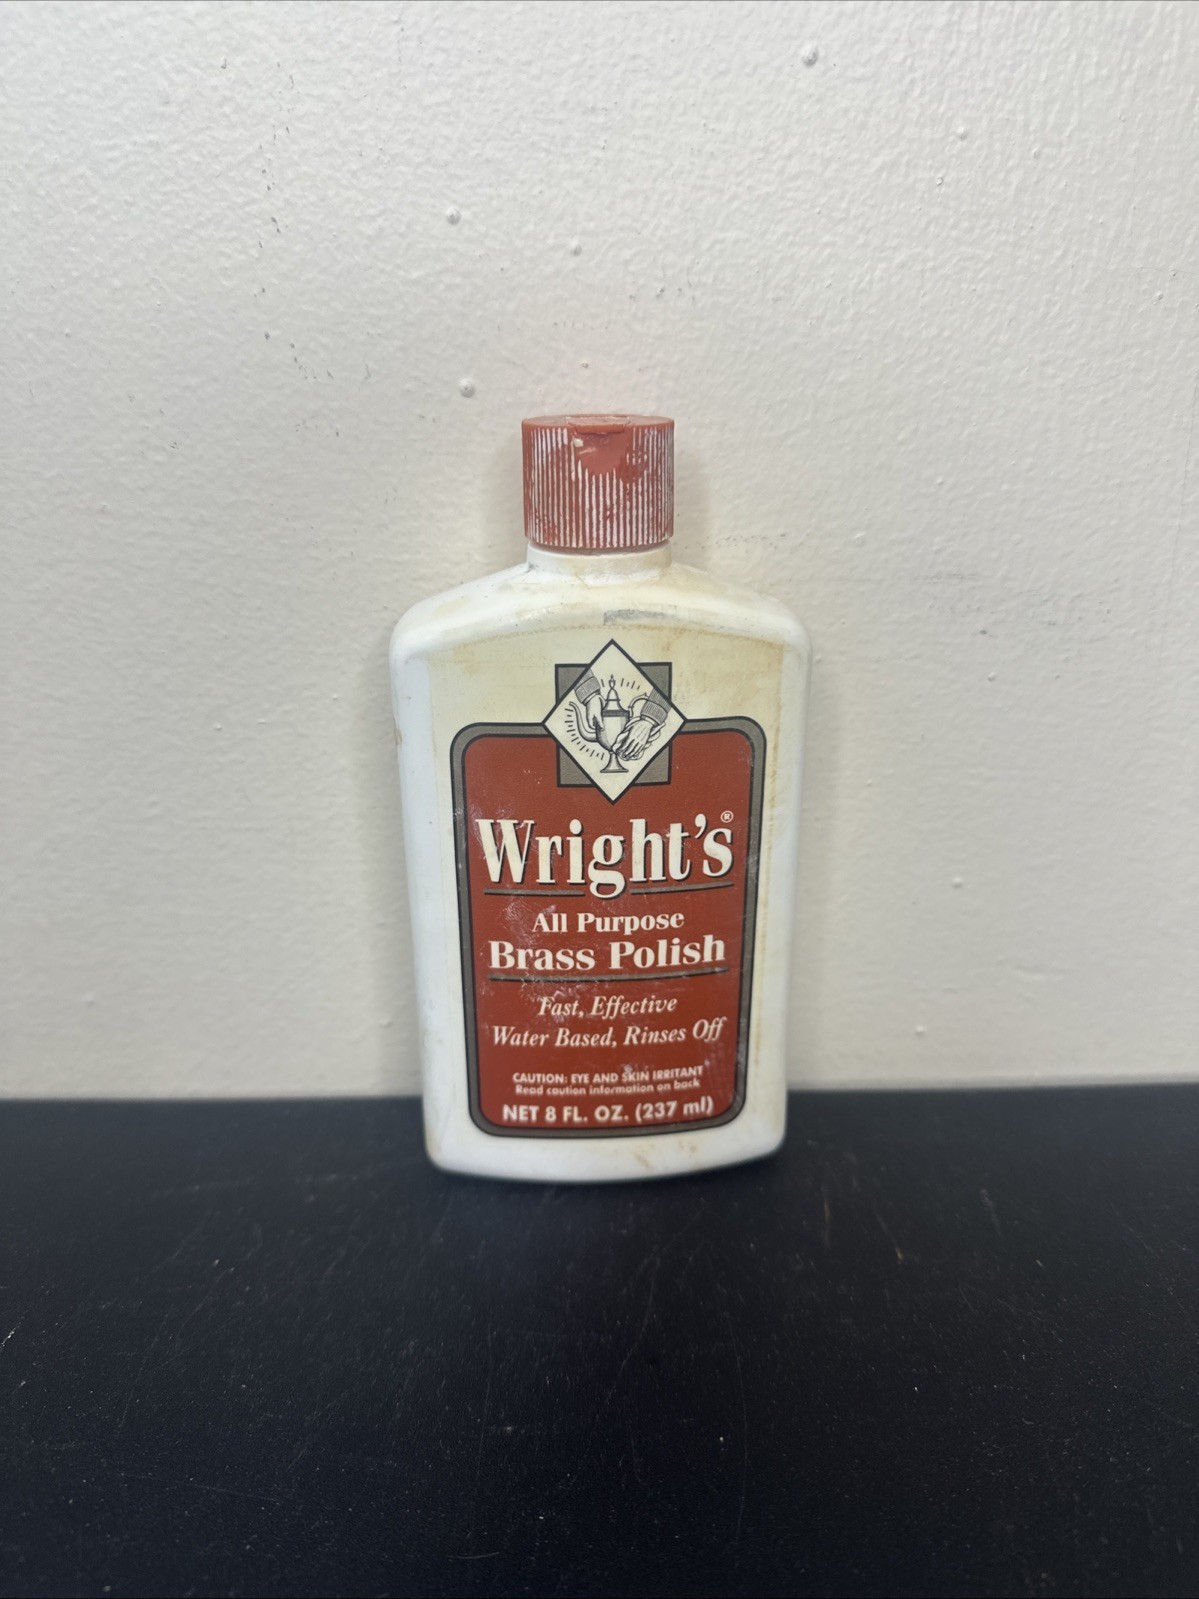 Wright's®
All Purpose
Brass Polish
Fast, Effective
Water Based, Rinses Off
CAUTION: EYE AND SKIN IRRITANT
Read caution information on back
NET 8 FL. OZ. (237 ml)